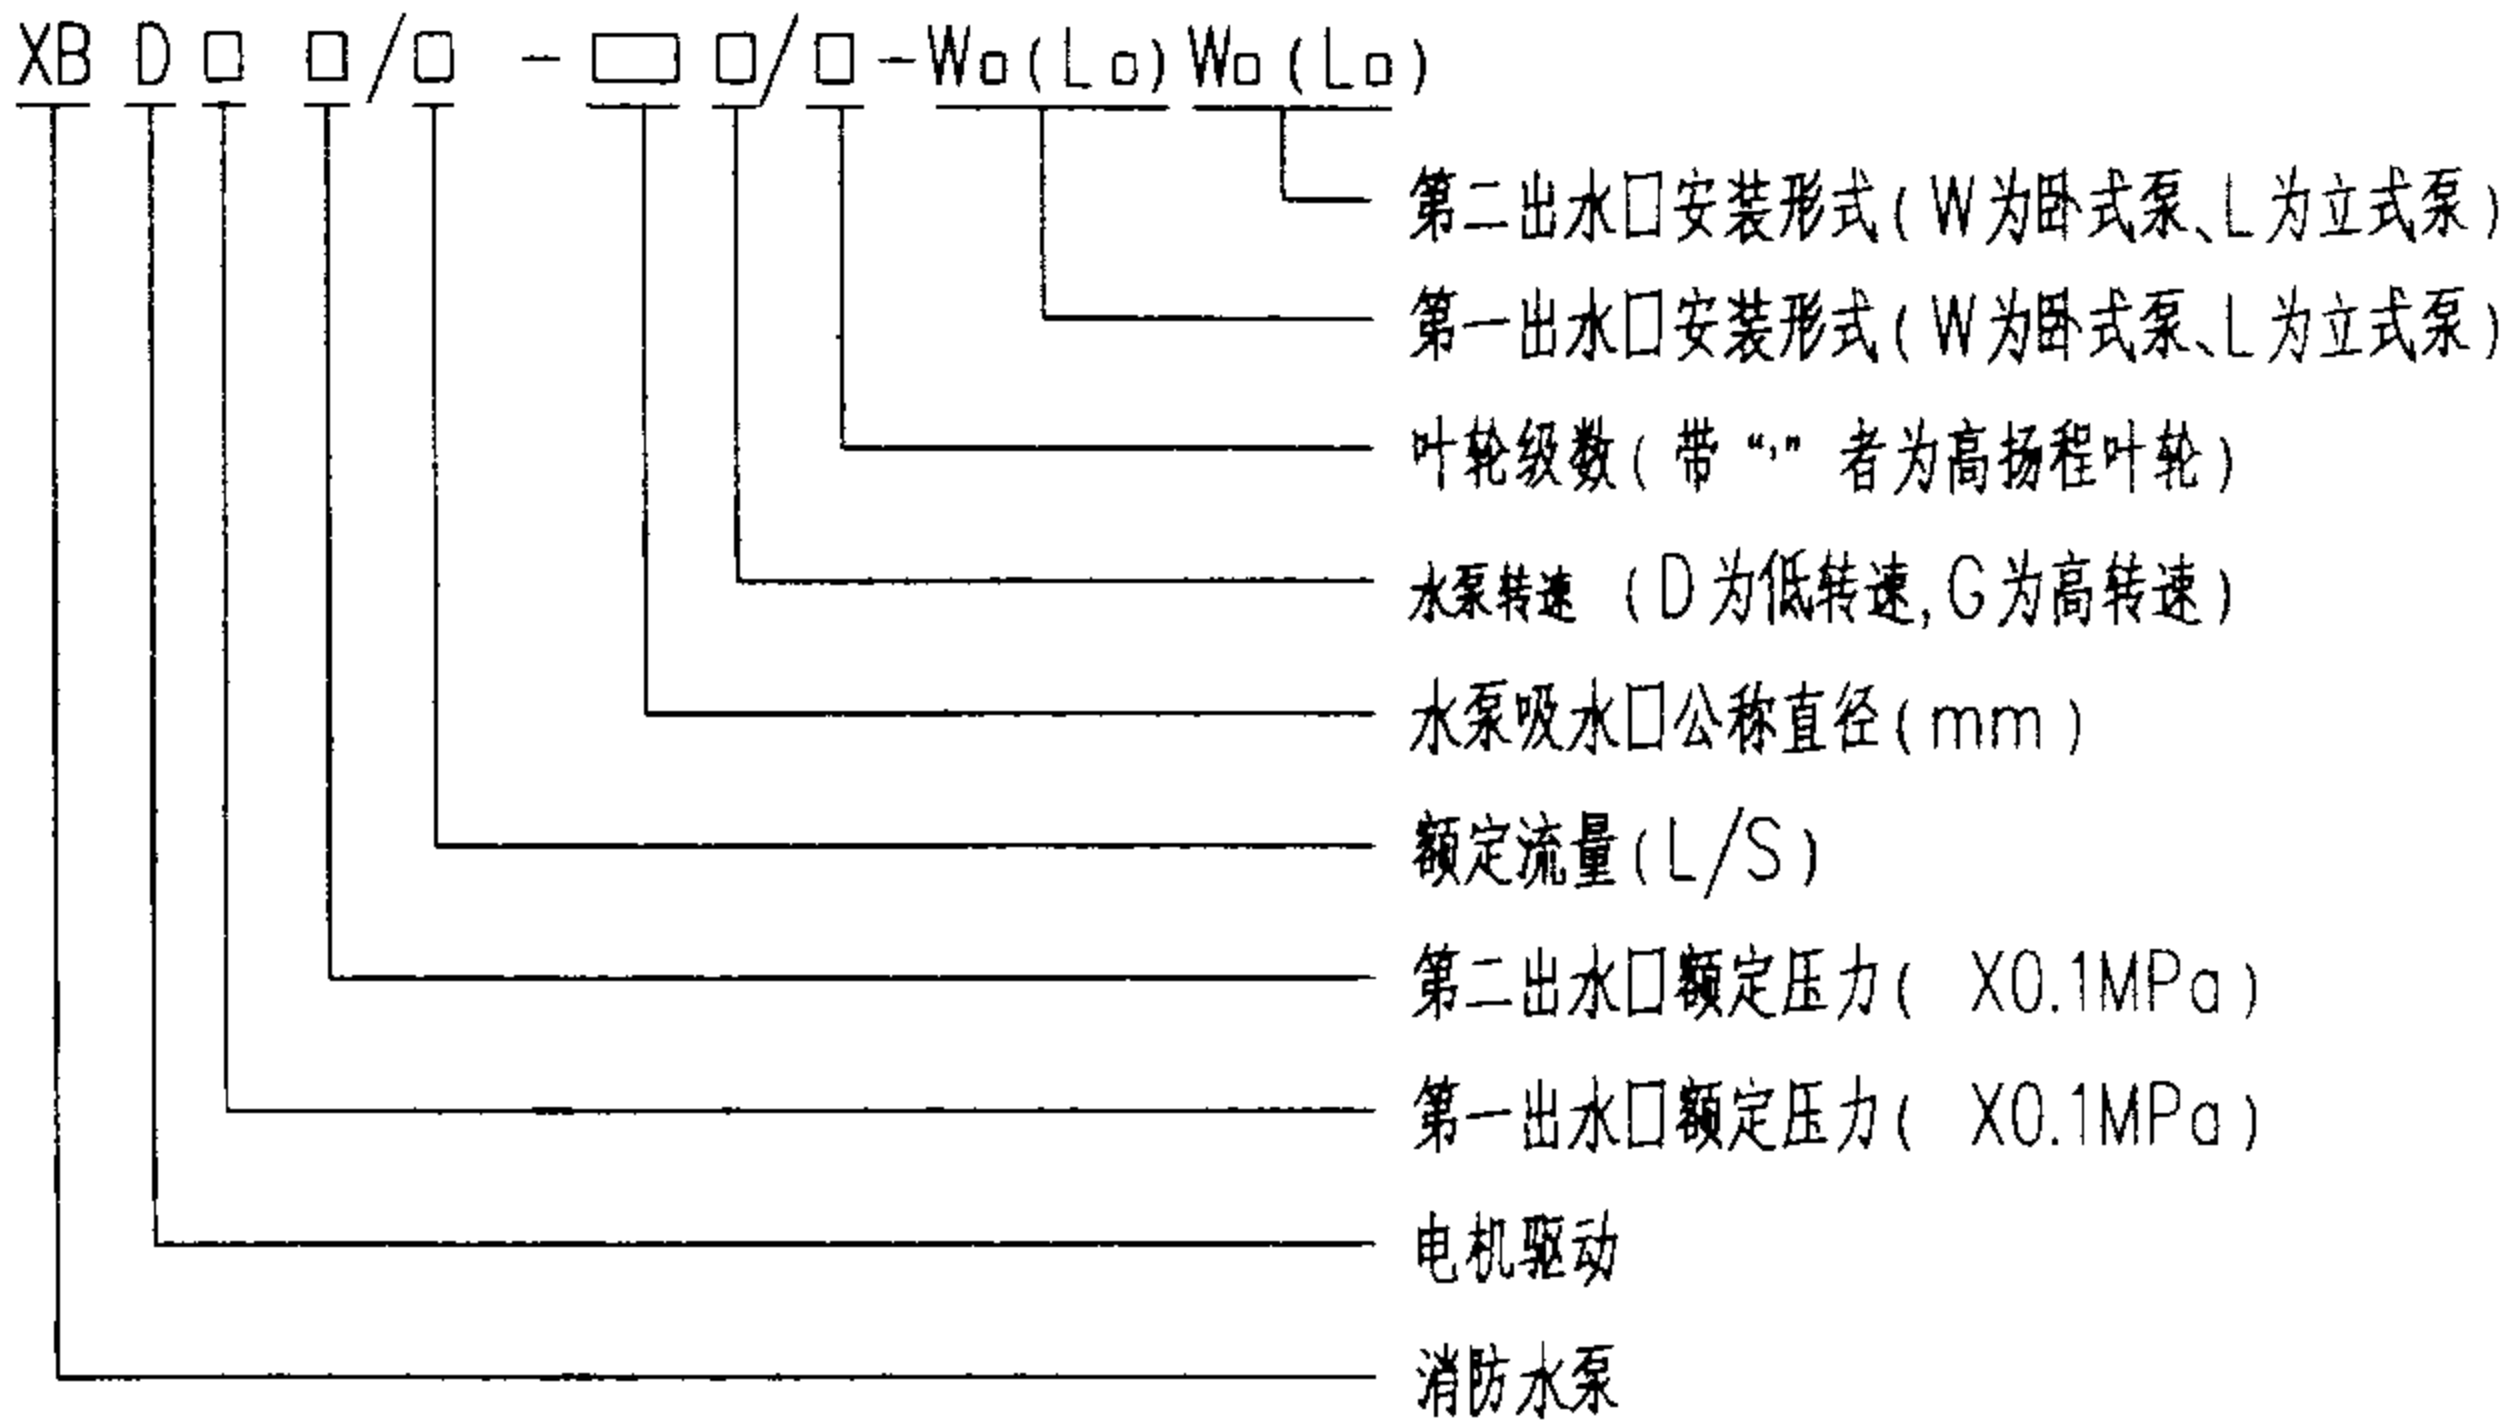 XB D□ □/□ -□ □/□-W□(L□)W□(L□)
第二出水口安装形式(W为卧式泵、L为立式泵)
第一出水口安装形式(W为卧式泵、L为立式泵)
叶轮级数(带“,”者为高扬程叶轮)
水泵转速 (D为低转速,G为高转速)
水泵吸水口公称直径(mm)
额定流量(L/S)
第二出水口额定压力( X0.1MPa)
第一出水口额定压力( X0.1MPa)
电机驱动
消防水泵